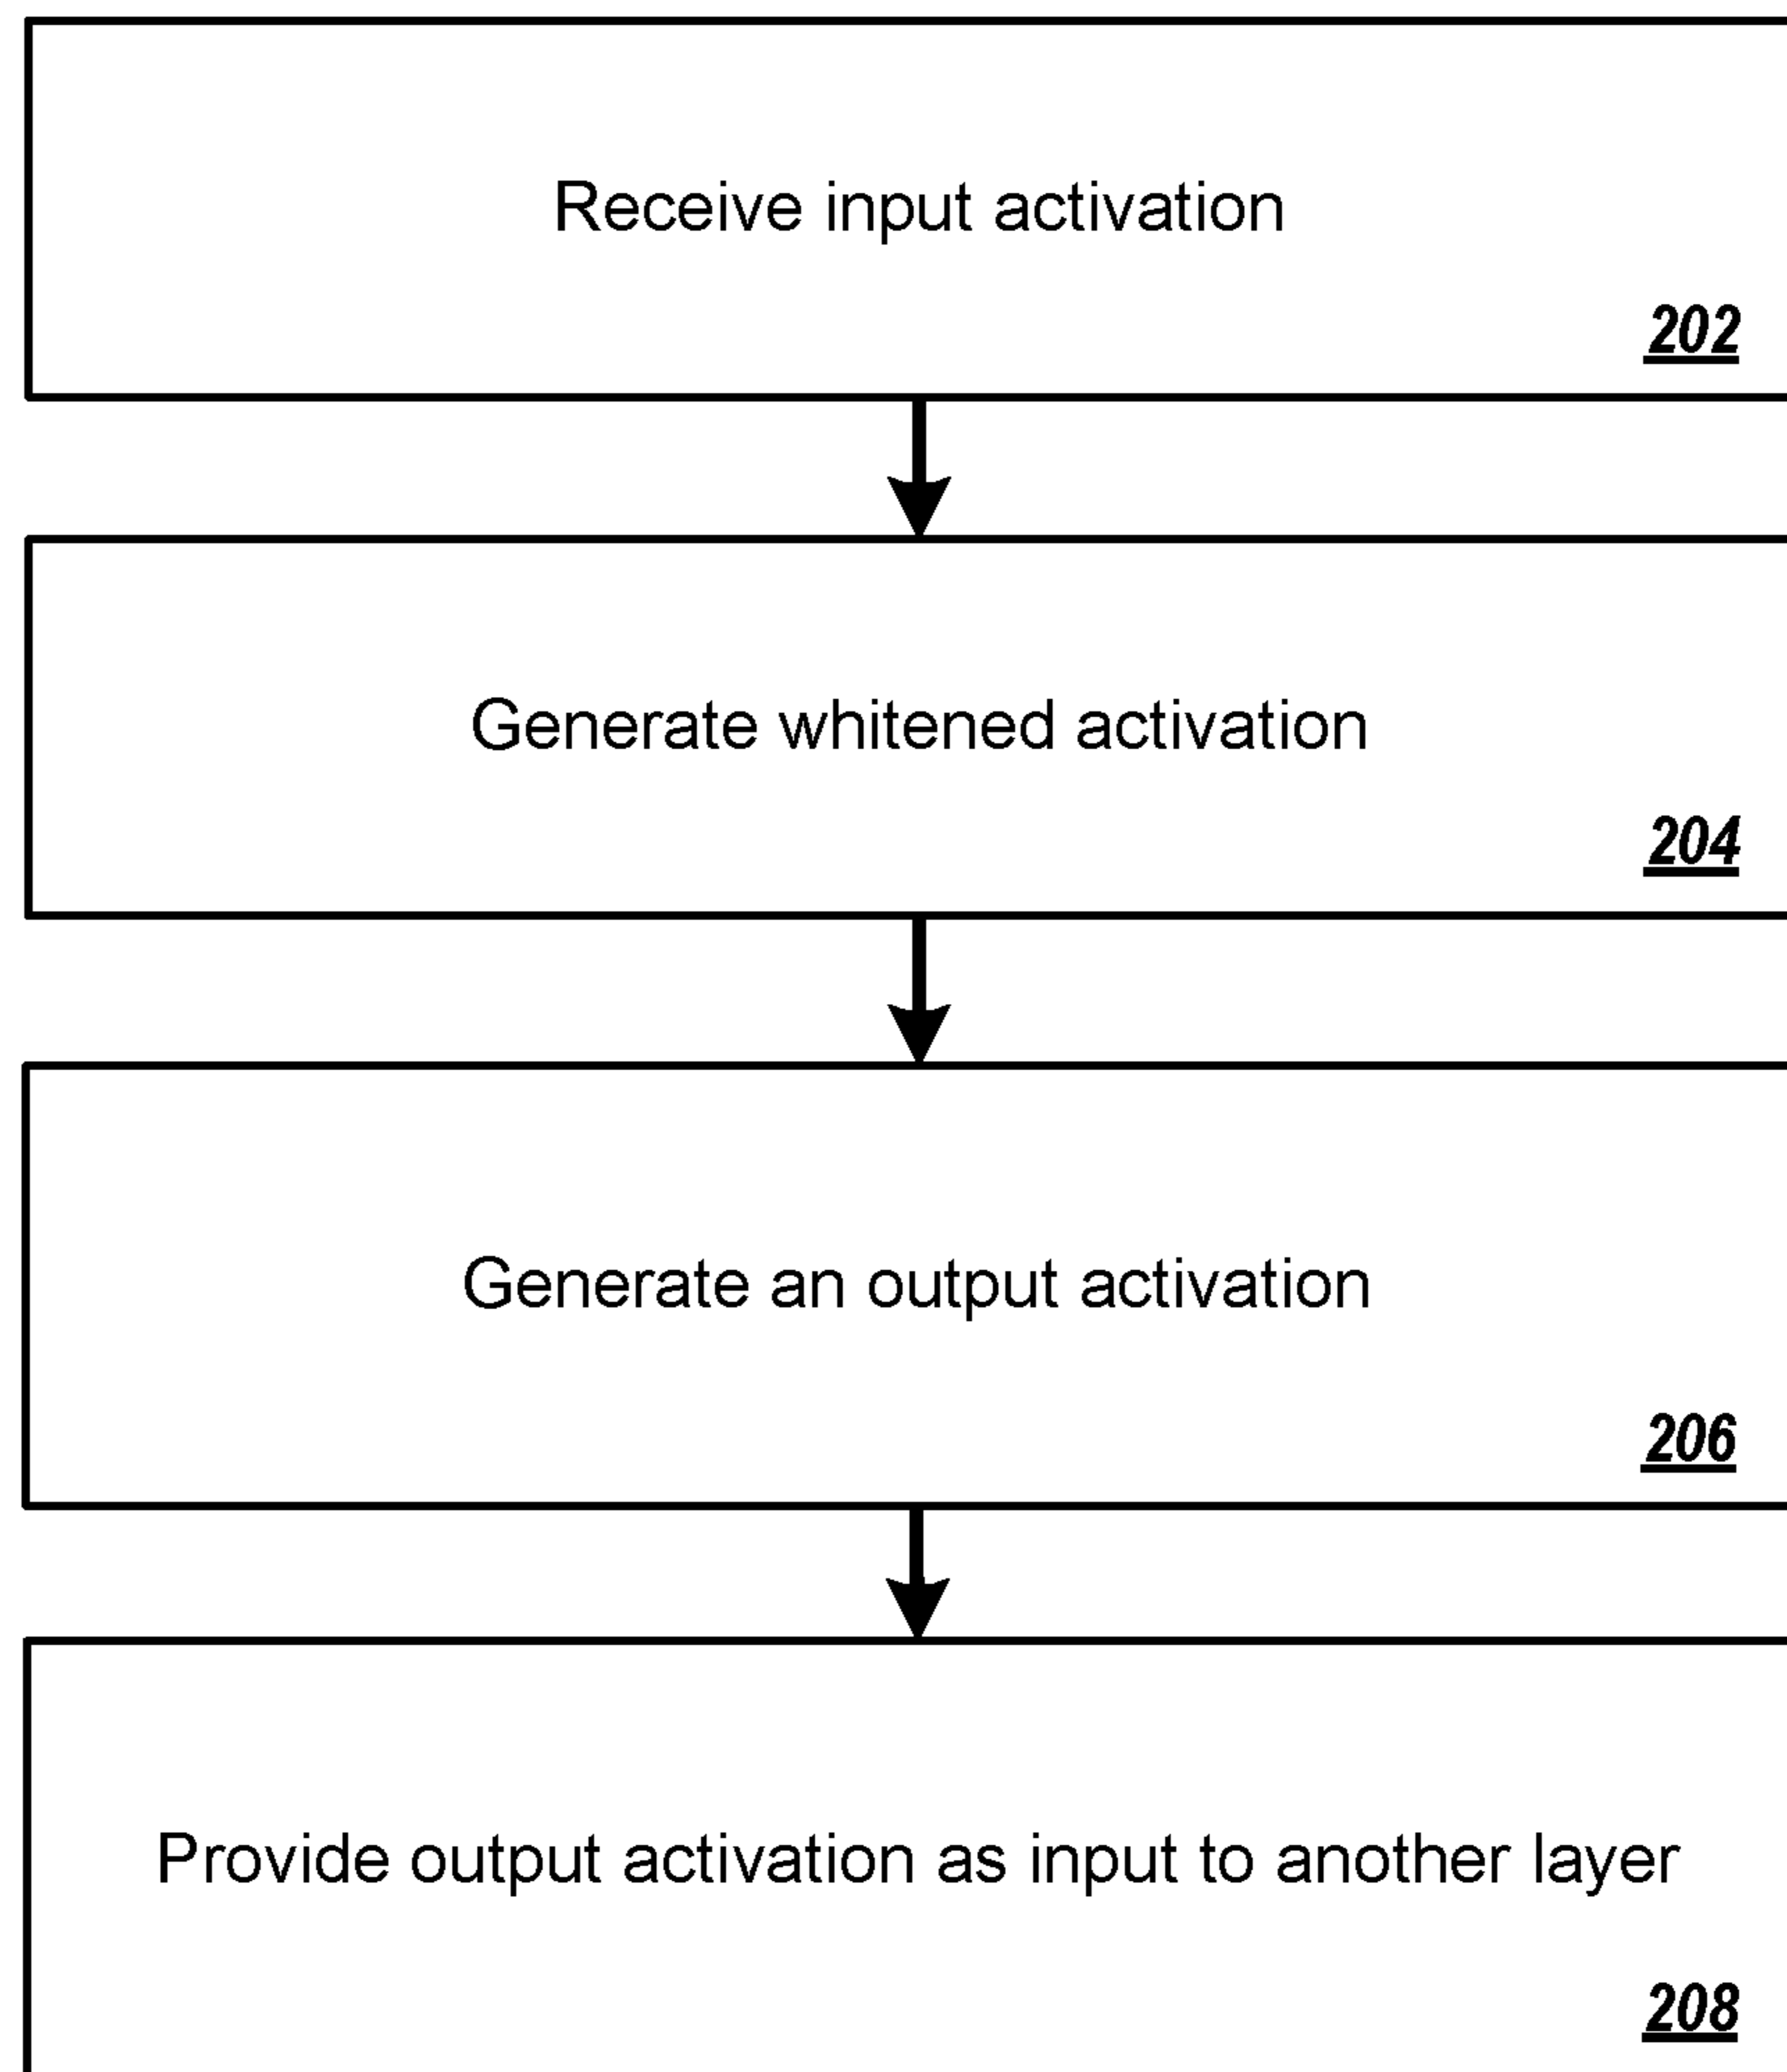 Receive input activation
202
Generate whitened activation
204
Generate an output activation
206
Provide output activation as input to another layer
208